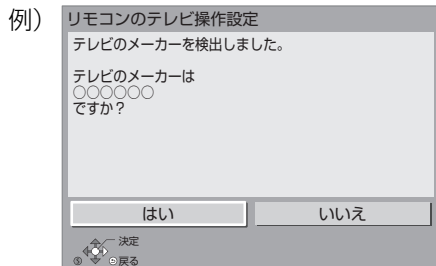 例）
リモコンのテレビ操作設定
テレビのメーカーを検出しました。
テレビのメーカーは
○○○○○○
ですか？
はい
いいえ
決定
Ⓢ
戻る